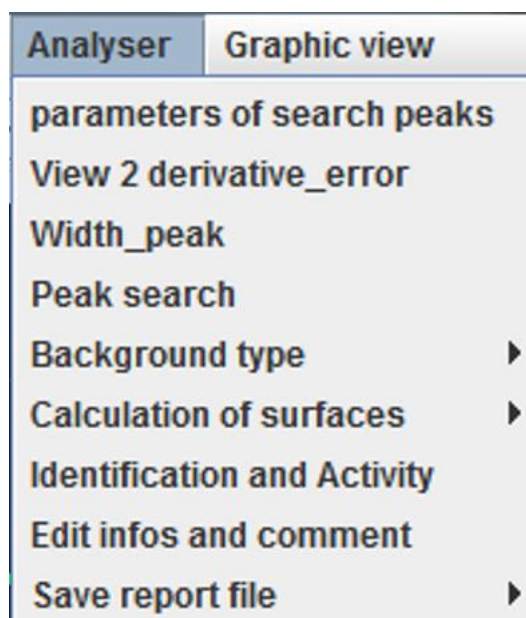 Analyser Graphic view
parameters of search peaks
View 2 derivative_error
Width_peak
Peak search
Background type
Calculation of surfaces
Identification and Activity
Edit infos and comment
Save report file